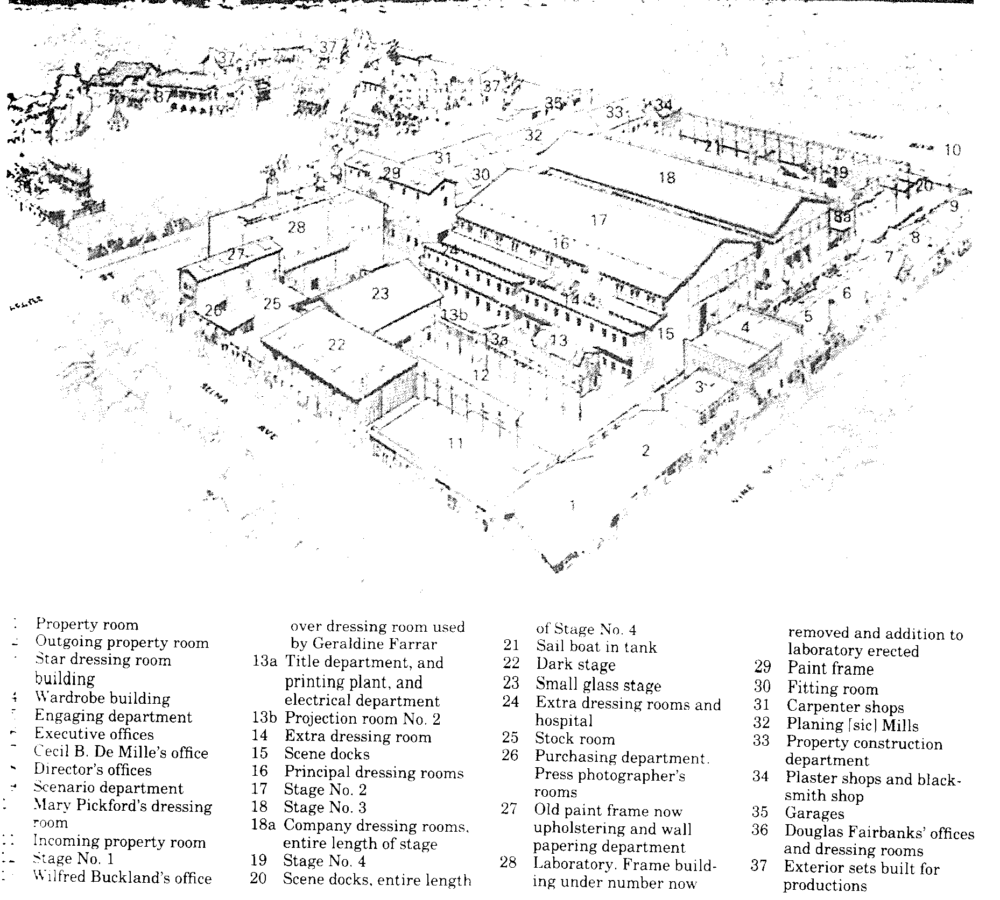 37
37
37
37
35
34
33
32
10
21
31
30
29
19
18
20
9
17
28
8
16
27
24
7
6
23
25
14
26
13b
5
4
15
13a
13
22
12
3
SELMA
AVE
11
2
VINE
ST
1
Property room
Outgoing property room
Star dressing room
building
4 Wardrobe building
Engaging department
Executive offices
Cecil B. De Mille's office
Director's offices
Scenario department
Mary Pickford's dressing
room
Incoming property room
Stage No. 1
Wilfred Buckland's office
over dressing room used
by Geraldine Farrar
13a Title department, and
printing plant, and
electrical department
13b Projection room No. 2
14 Extra dressing room
15 Scene docks
16 Principal dressing rooms
17 Stage No. 2
18 Stage No. 3
18a Company dressing rooms,
entire length of stage
19 Stage No. 4
20 Scene docks, entire length
of Stage No. 4
21 Sail boat in tank
22 Dark stage
23 Small glass stage
24 Extra dressing rooms and
hospital
25 Stock room
26 Purchasing department.
Press photographer's
rooms
27 Old paint frame now
upholstering and wall
papering department
28 Laboratory. Frame build-
ing under number now
removed and addition to
laboratory erected
29 Paint frame
30 Fitting room
31 Carpenter shops
32 Planing [sic] Mills
33 Property construction
department
34 Plaster shops and black-
smith shop
35 Garages
36 Douglas Fairbanks' offices
and dressing rooms
37 Exterior sets built for
productions